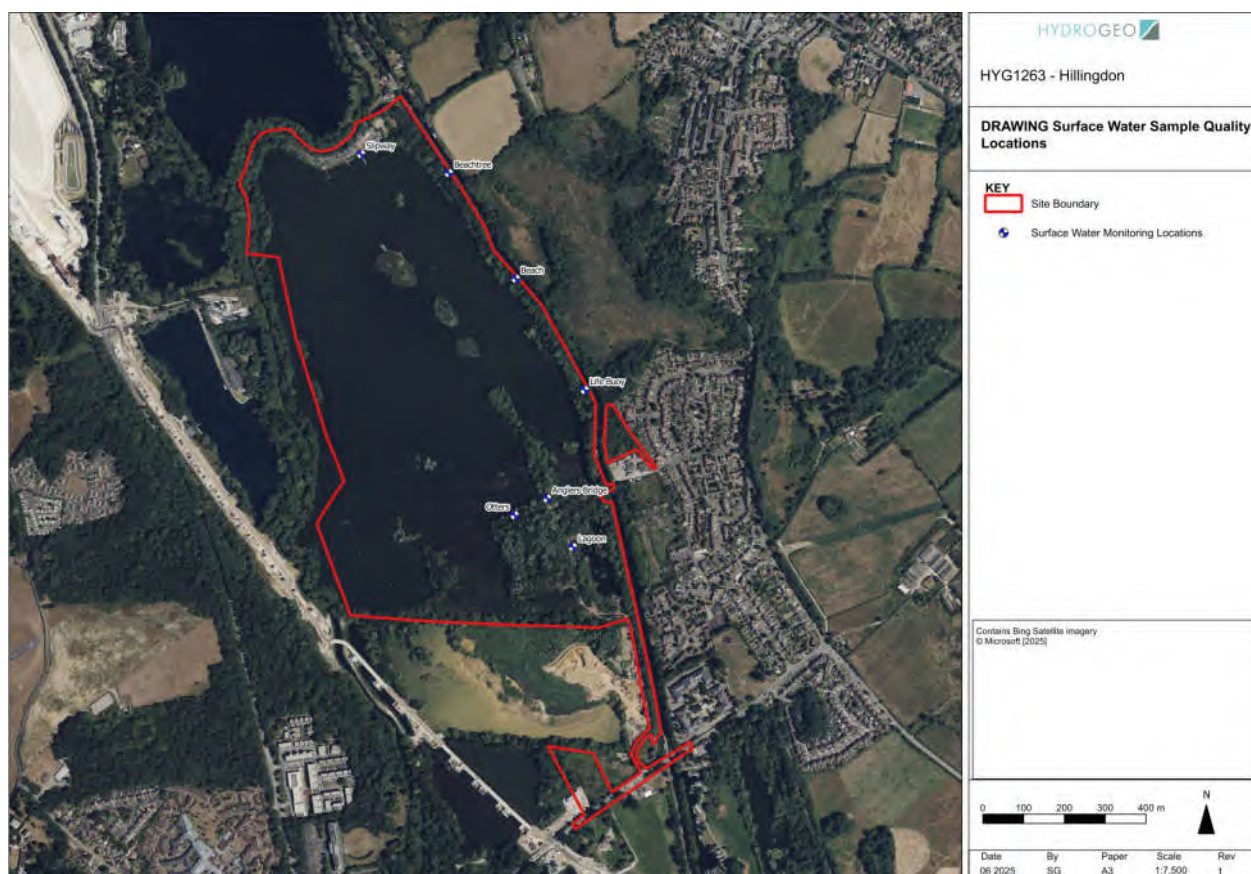 Slipway
Beachtree
Beach
Life Buoy
Anglers Bridge
Otters
Lagoon
HYDROGEO
HYG1263 - Hillingdon
DRAWING Surface Water Sample Quality
Locations
KEY
Site Boundary
Surface Water Monitoring Locations
Contains Bing Satellite imagery
© Microsoft [2025]
0 100 200 300 400 m
N
Date By Paper Scale Rev
06 2025 SG A3 1:7,500 1